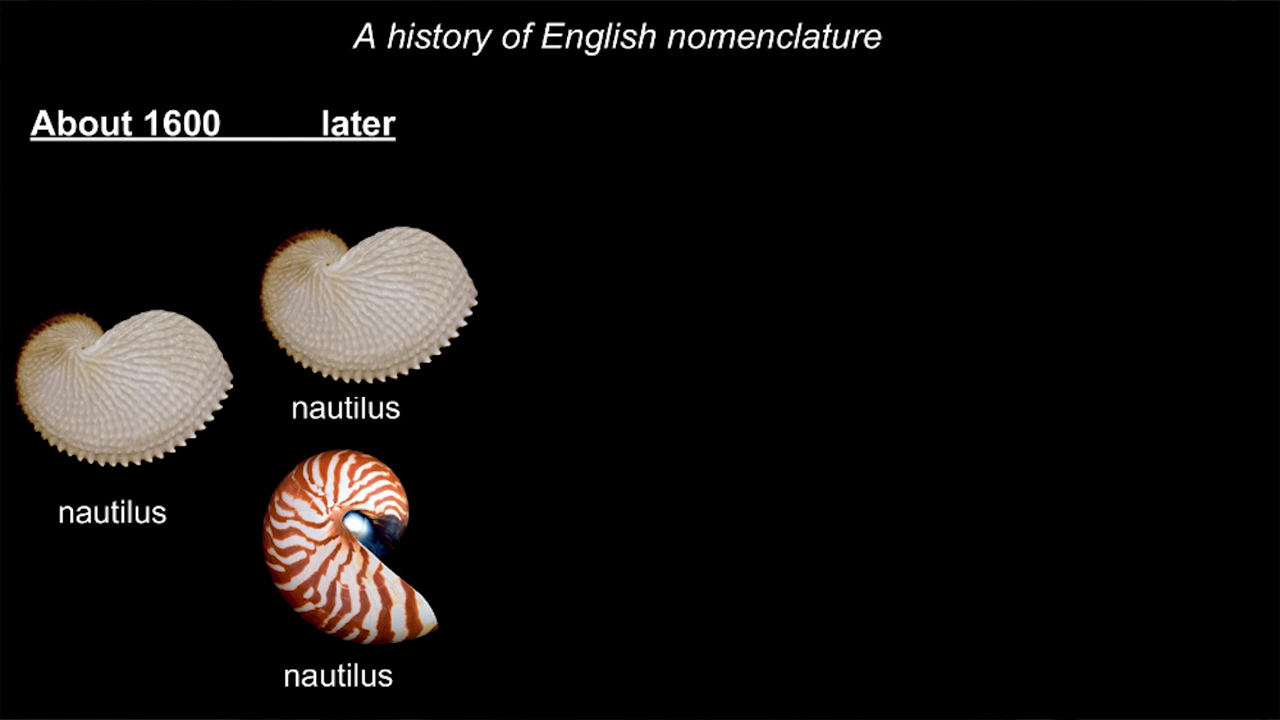 A history of English nomenclature
About 1600 later
nautilus
nautilus
nautilus